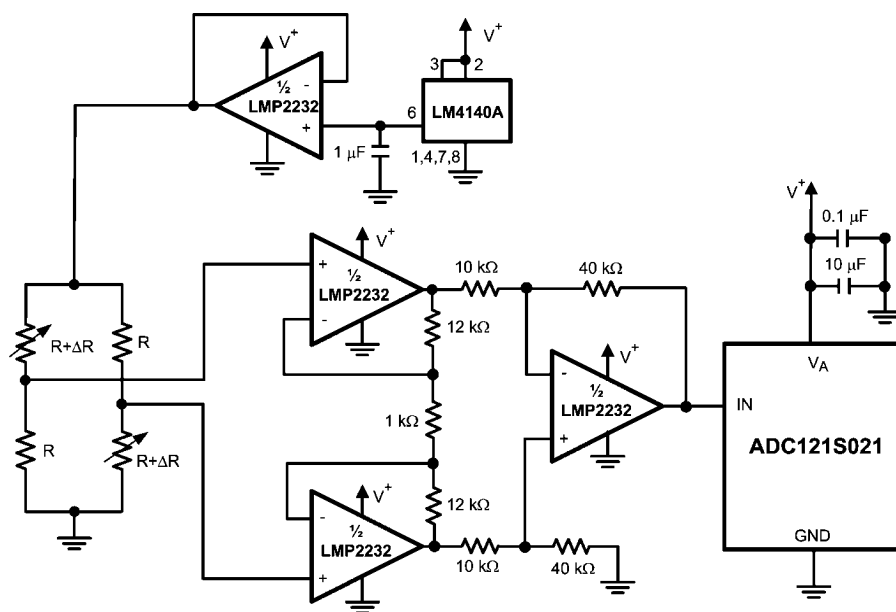 V+
V+
3 2
½
LMP2232
-
+
6
LM4140A
1 µF
1,4,7,8
V+
0.1 µF
10 µF
V+
+
½
LMP2232
-
10 kΩ
40 kΩ
12 kΩ
R+ΔR
R
V+
½
LMP2232
-
+
VA
IN
1 kΩ
ADC121S021
R
R+ΔR
V+
-
½
LMP2232
+
12 kΩ
10 kΩ
40 kΩ
GND